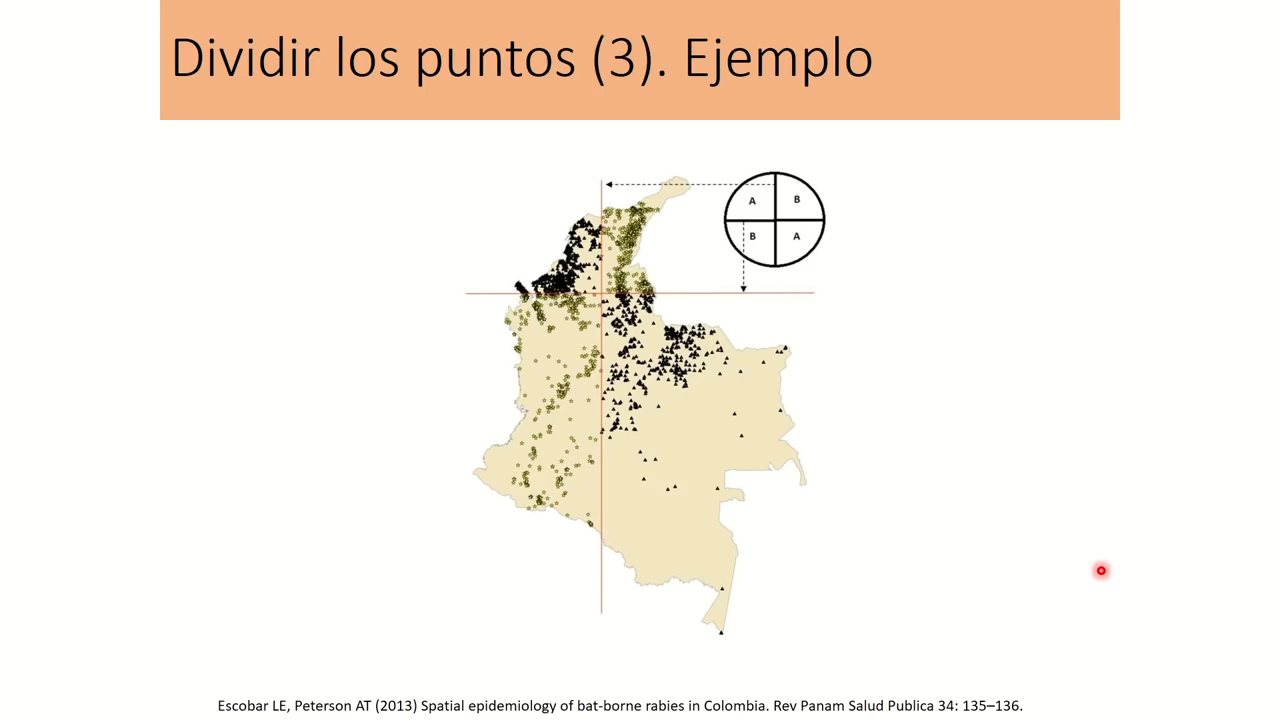 Dividir los puntos (3). Ejemplo
A B
B A
Escobar LE, Peterson AT (2013) Spatial epidemiology of bat-borne rabies in Colombia. Rev Panam Salud Publica 34: 135–136.